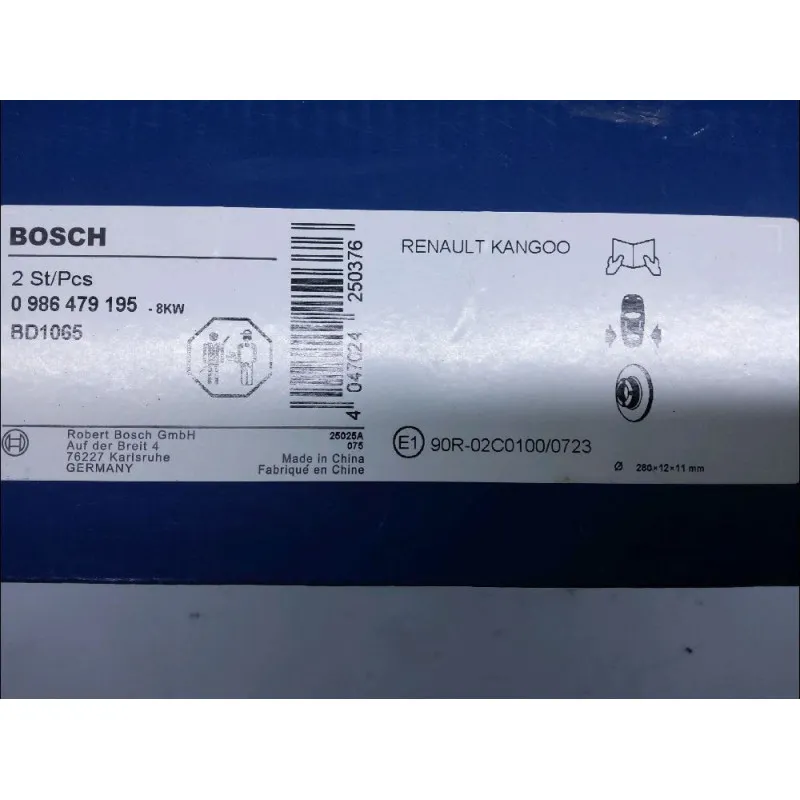 BOSCH
2 St/Pcs
0 986 479 195 - 8KW
BD1065
4 047024 250376
Robert Bosch GmbH
Auf der Breit 4
76227 Karlsruhe
GERMANY
25025A
075
Made in China
Fabriqué en Chine
RENAULT KANGOO
E1 90R-02C0100/0723
Ø 280×12×11 mm